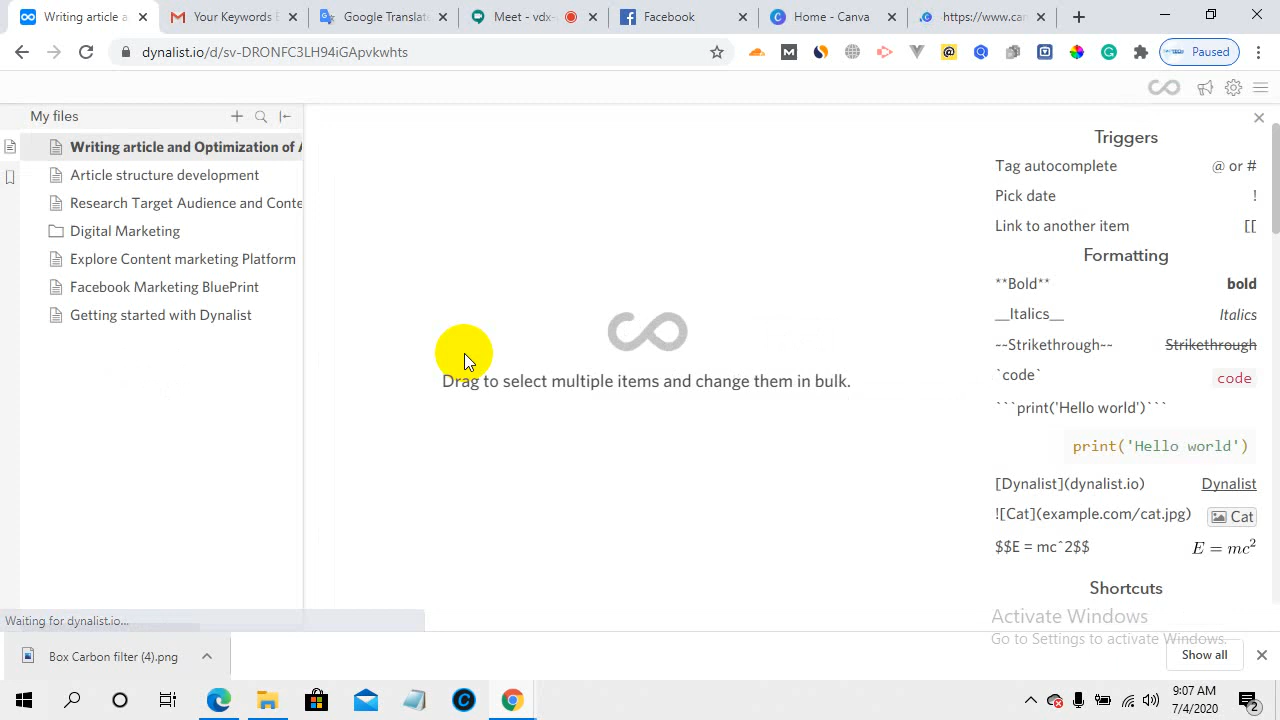 Writing article a
Your Keywords E
Google Translat
Meet - vdx-
Facebook
Home - Canva
https://www.can
dynalist.io/d/sv-DRONFC3LH94iGApvkwhts
Paused
My files
Writing article and Optimization of A
Article structure development
Research Target Audience and Conte
Digital Marketing
Explore Content marketing Platform
Facebook Marketing BluePrint
Getting started with Dynalist
Drag to select multiple items and change them in bulk.
Triggers
Tag autocomplete @ or #
Pick date !
Link to another item [[
Formatting
**Bold** bold
__Italics__ Italics
~~Strikethrough~~ Strikethrough
`code` code
```print('Hello world')```
print('Hello world')
[Dynalist](dynalist.io) Dynalist
![Cat](example.com/cat.jpg) Cat
$$E = mc^2$$ E = mc²
Shortcuts
Activate Windows
Go to Settings to activate Windows.
Waiting for dynalist.io...
Box Carbon filter (4).png
Show all
9:07 AM
7/4/2020
2